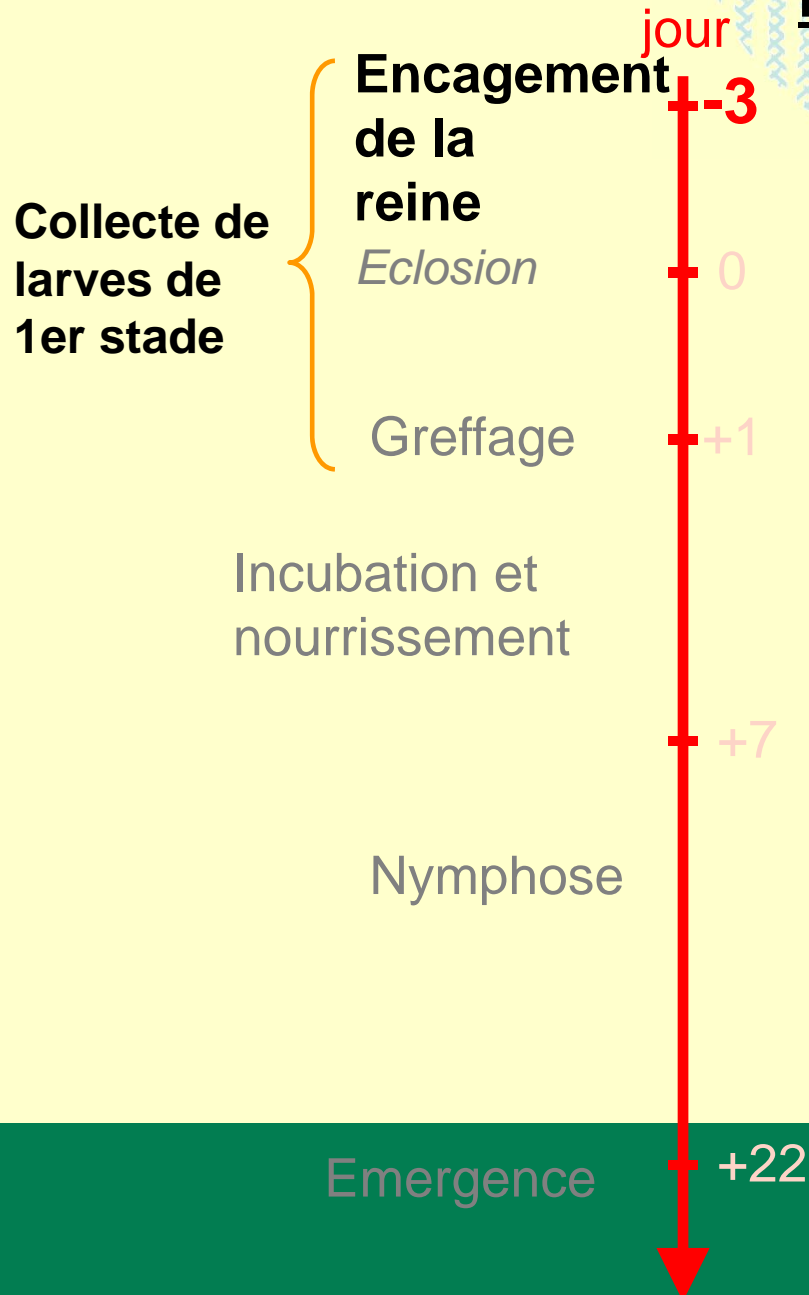 jour
Encagement
de la
reine
-3
Collecte de
larves de
1er stade
Eclosion
0
Greffage
+1
Incubation et
nourrissement
+7
Nymphose
Emergence
+22